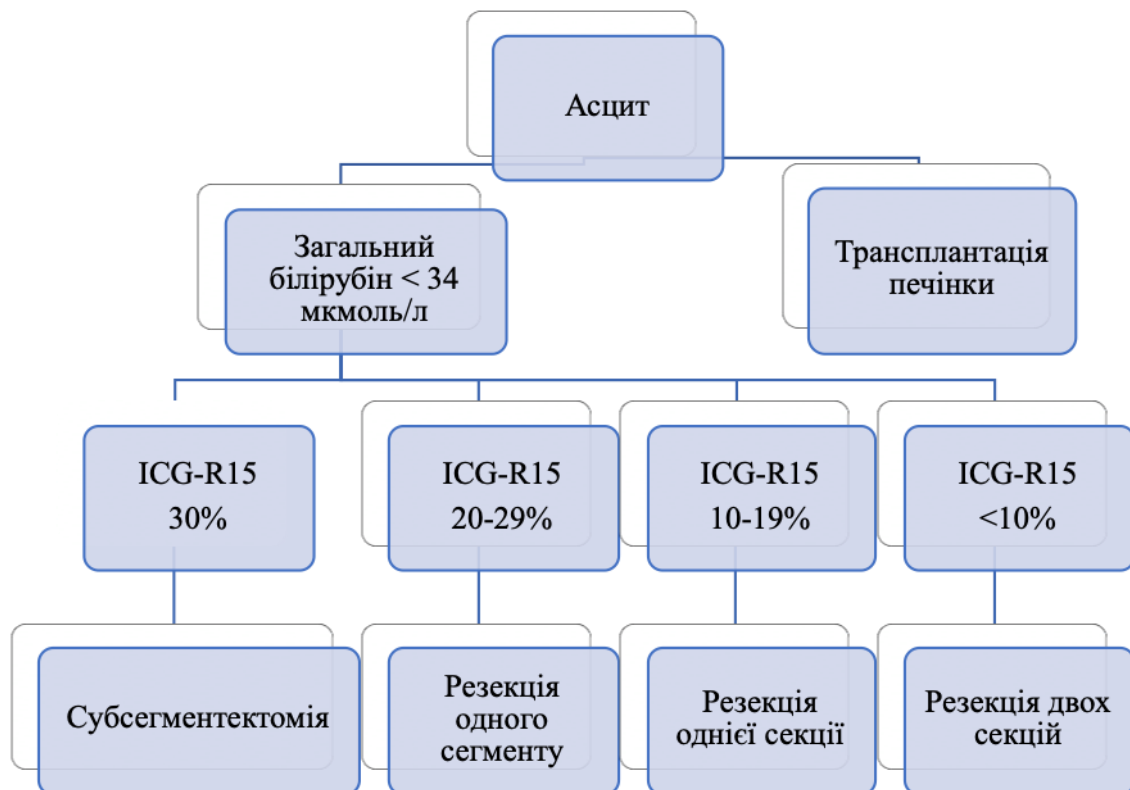 Асцит
Загальний
білірубін < 34
мкмоль/л
Трансплантація
печінки
ICG-R15
30%
ICG-R15
20-29%
ICG-R15
10-19%
ICG-R15
<10%
Субсегментектомія
Резекція
одного
сегменту
Резекція
однієї секції
Резекція двох
секцій